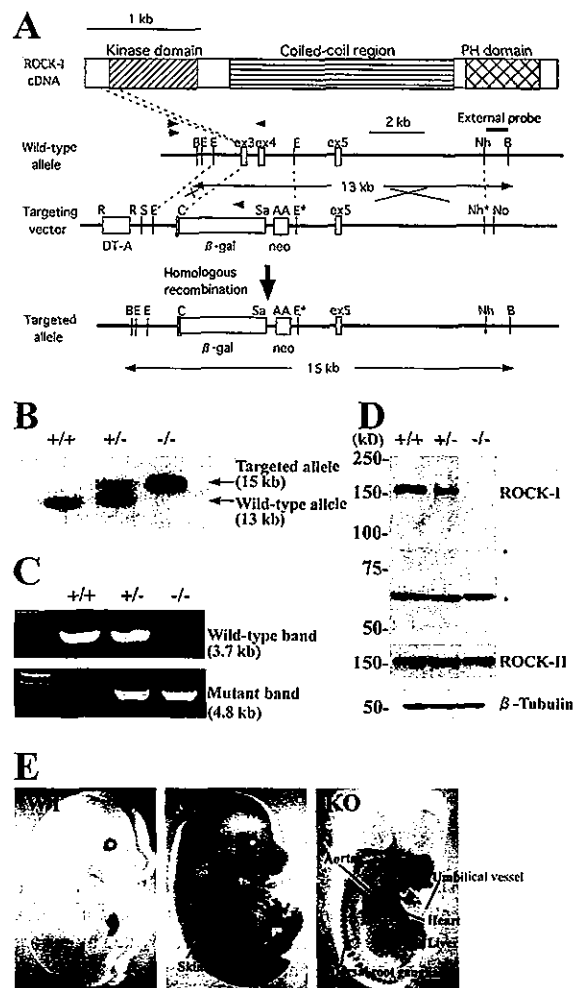 A
1 kb
Kinase domain
Coiled-coil region
PH domain
ROCK-I
cDNA
2 kb
External probe
BE E ex3 ex4 E ex5 Nh B
Wild-type
allele
13 kb
R R S E* C Sa AA E* ex5 Nh* No
Targeting
vector
DT-A
β-gal
neo
Homologous
recombination
BE E C Sa AA E* ex5 Nh B
Targeted
allele
β-gal
neo
15 kb
B
+/+ +/- -/-
Targeted allele
(15 kb)
Wild-type allele
(13 kb)
C
+/+ +/- -/-
Wild-type band
(3.7 kb)
Mutant band
(4.8 kb)
D
(kD) +/+ +/- -/-
250-
150-
ROCK-I
100-
75-
*
*
50-
150-
ROCK-II
50-
β-Tubulin
E
WT
KO
Aorta
Umbilical vessel
Heart
Liver
Skin
root